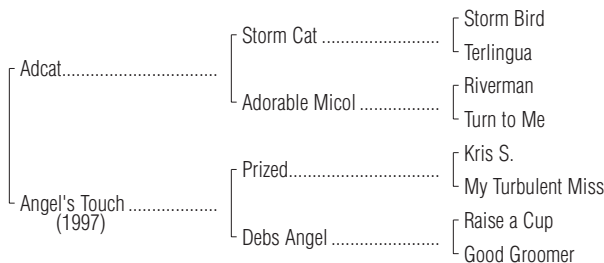 Storm Bird
Storm Cat ..............................
Terlingua
Adcat........................................
Riverman
Adorable Micol .....................
Turn to Me
Kris S.
Prized........................................
My Turbulent Miss
Angel's Touch .......................
(1997)
Raise a Cup
Debs Angel ............................
Good Groomer